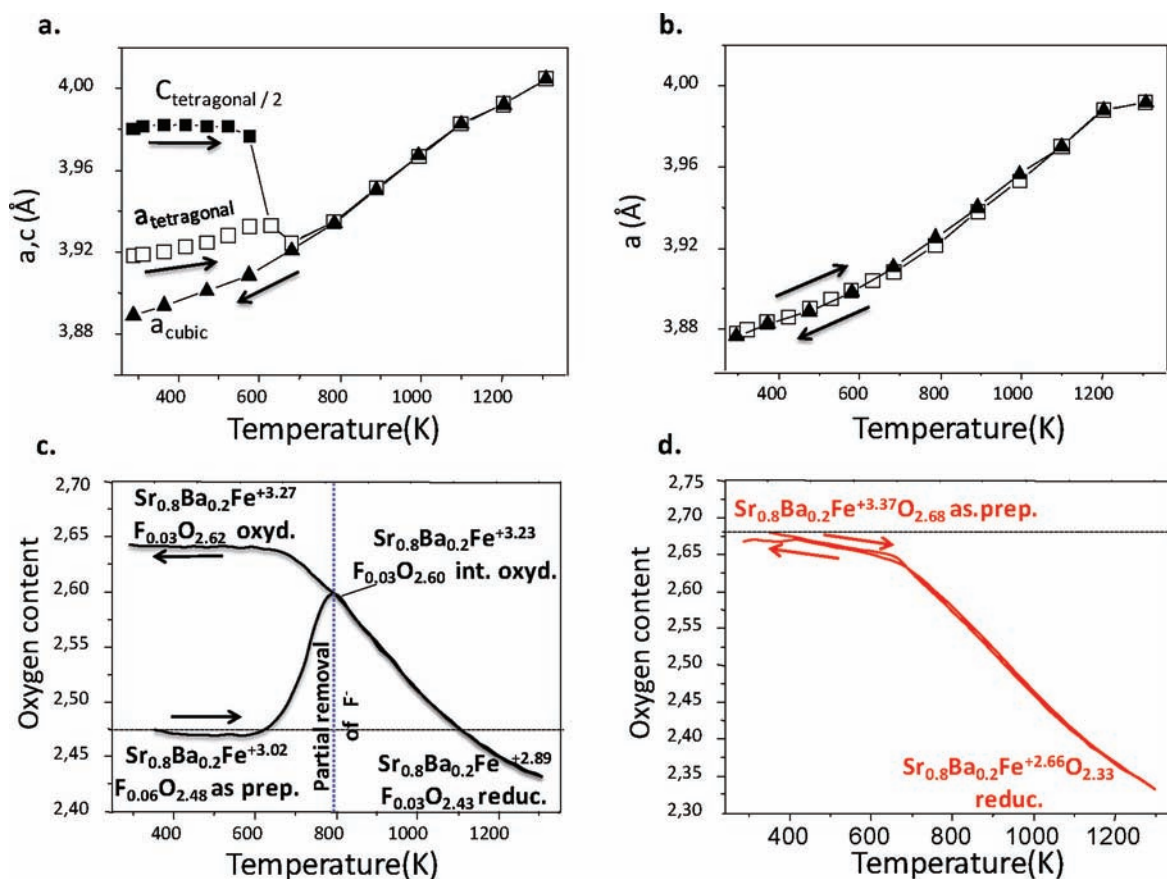 a.
4,00
3,96
3,92
3,88
a,c (Å)
Ctetragonal / 2
atetragonal
acubic
400 600 800 1000 1200
Temperature(K)
b.
4,00
3,96
3,92
3,88
a (Å)
400 600 800 1000 1200
Temperature(K)
c.
2,70
2,65
2,60
2,55
2,50
2,45
2,40
Oxygen content
Sr0.8Ba0.2Fe+3.27
F0.03O2.62 oxyd.
Sr0.8Ba0.2Fe+3.23
F0.03O2.60 int. oxyd.
Partial removal
of F-
Sr0.8Ba0.2Fe+3.02
F0.06O2.48 as prep.
Sr0.8Ba0.2Fe+2.89
F0.03O2.43 reduc.
400 600 800 1000 1200
Temperature(K)
d.
2,75
2,70
2,65
2,60
2,55
2,50
2,45
2,40
2,35
2,30
Oxygen content
Sr0.8Ba0.2Fe+3.37O2.68 as.prep.
Sr0.8Ba0.2Fe+2.66O2.33
reduc.
400 600 800 1000 1200
Temperature(K)